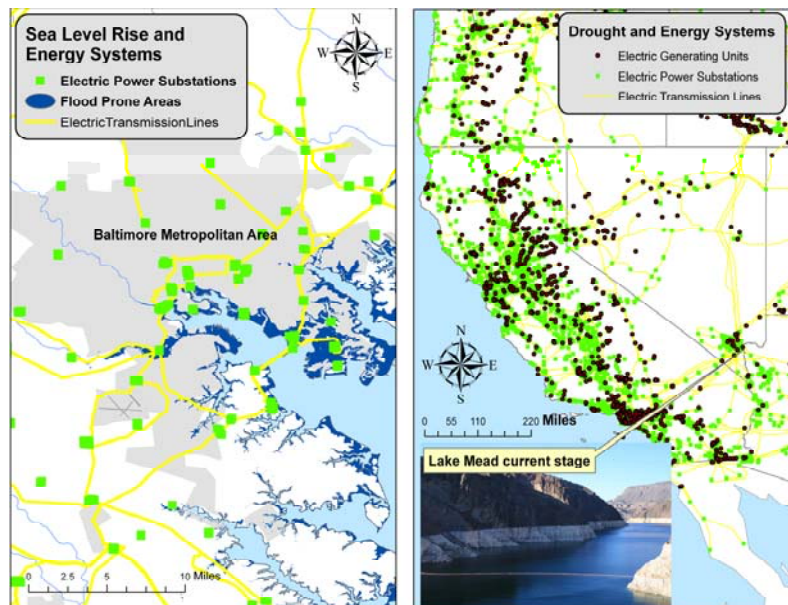 Sea Level Rise and
Energy Systems
Electric Power Substations
Flood Prone Areas
ElectricTransmissionLines
N
W
E
S
Baltimore Metropolitan Area
0 2.5 5 10 Miles
Drought and Energy Systems
Electric Generating Units
Electric Power Substations
Electric Transmission Lines
N
W
E
S
0 55 110 220 Miles
Lake Mead current stage